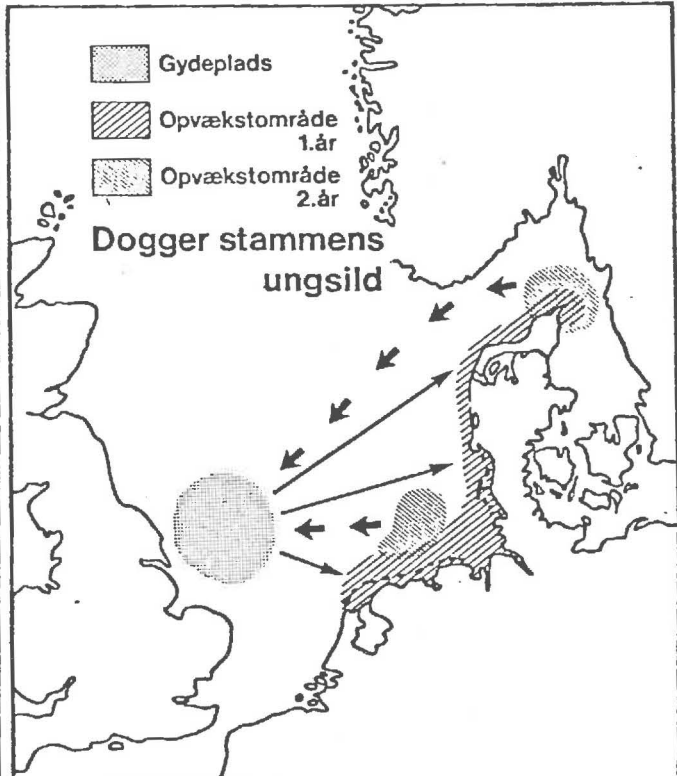 Gydeplads
Opvækstområde
1.år
Opvækstområde
2.år
Dogger stammens
ungsild